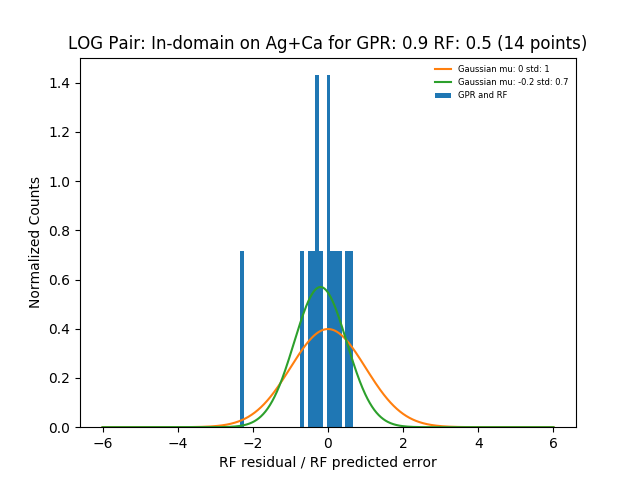 LOG Pair: In-domain on Ag+Ca for GPR: 0.9 RF: 0.5 (14 points)
Gaussian mu: 0 std: 1
Gaussian mu: -0.2 std: 0.7
GPR and RF
Normalized Counts
1.4
1.2
1.0
0.8
0.6
0.4
0.2
0.0
−6 −4 −2 0 2 4 6
RF residual / RF predicted error